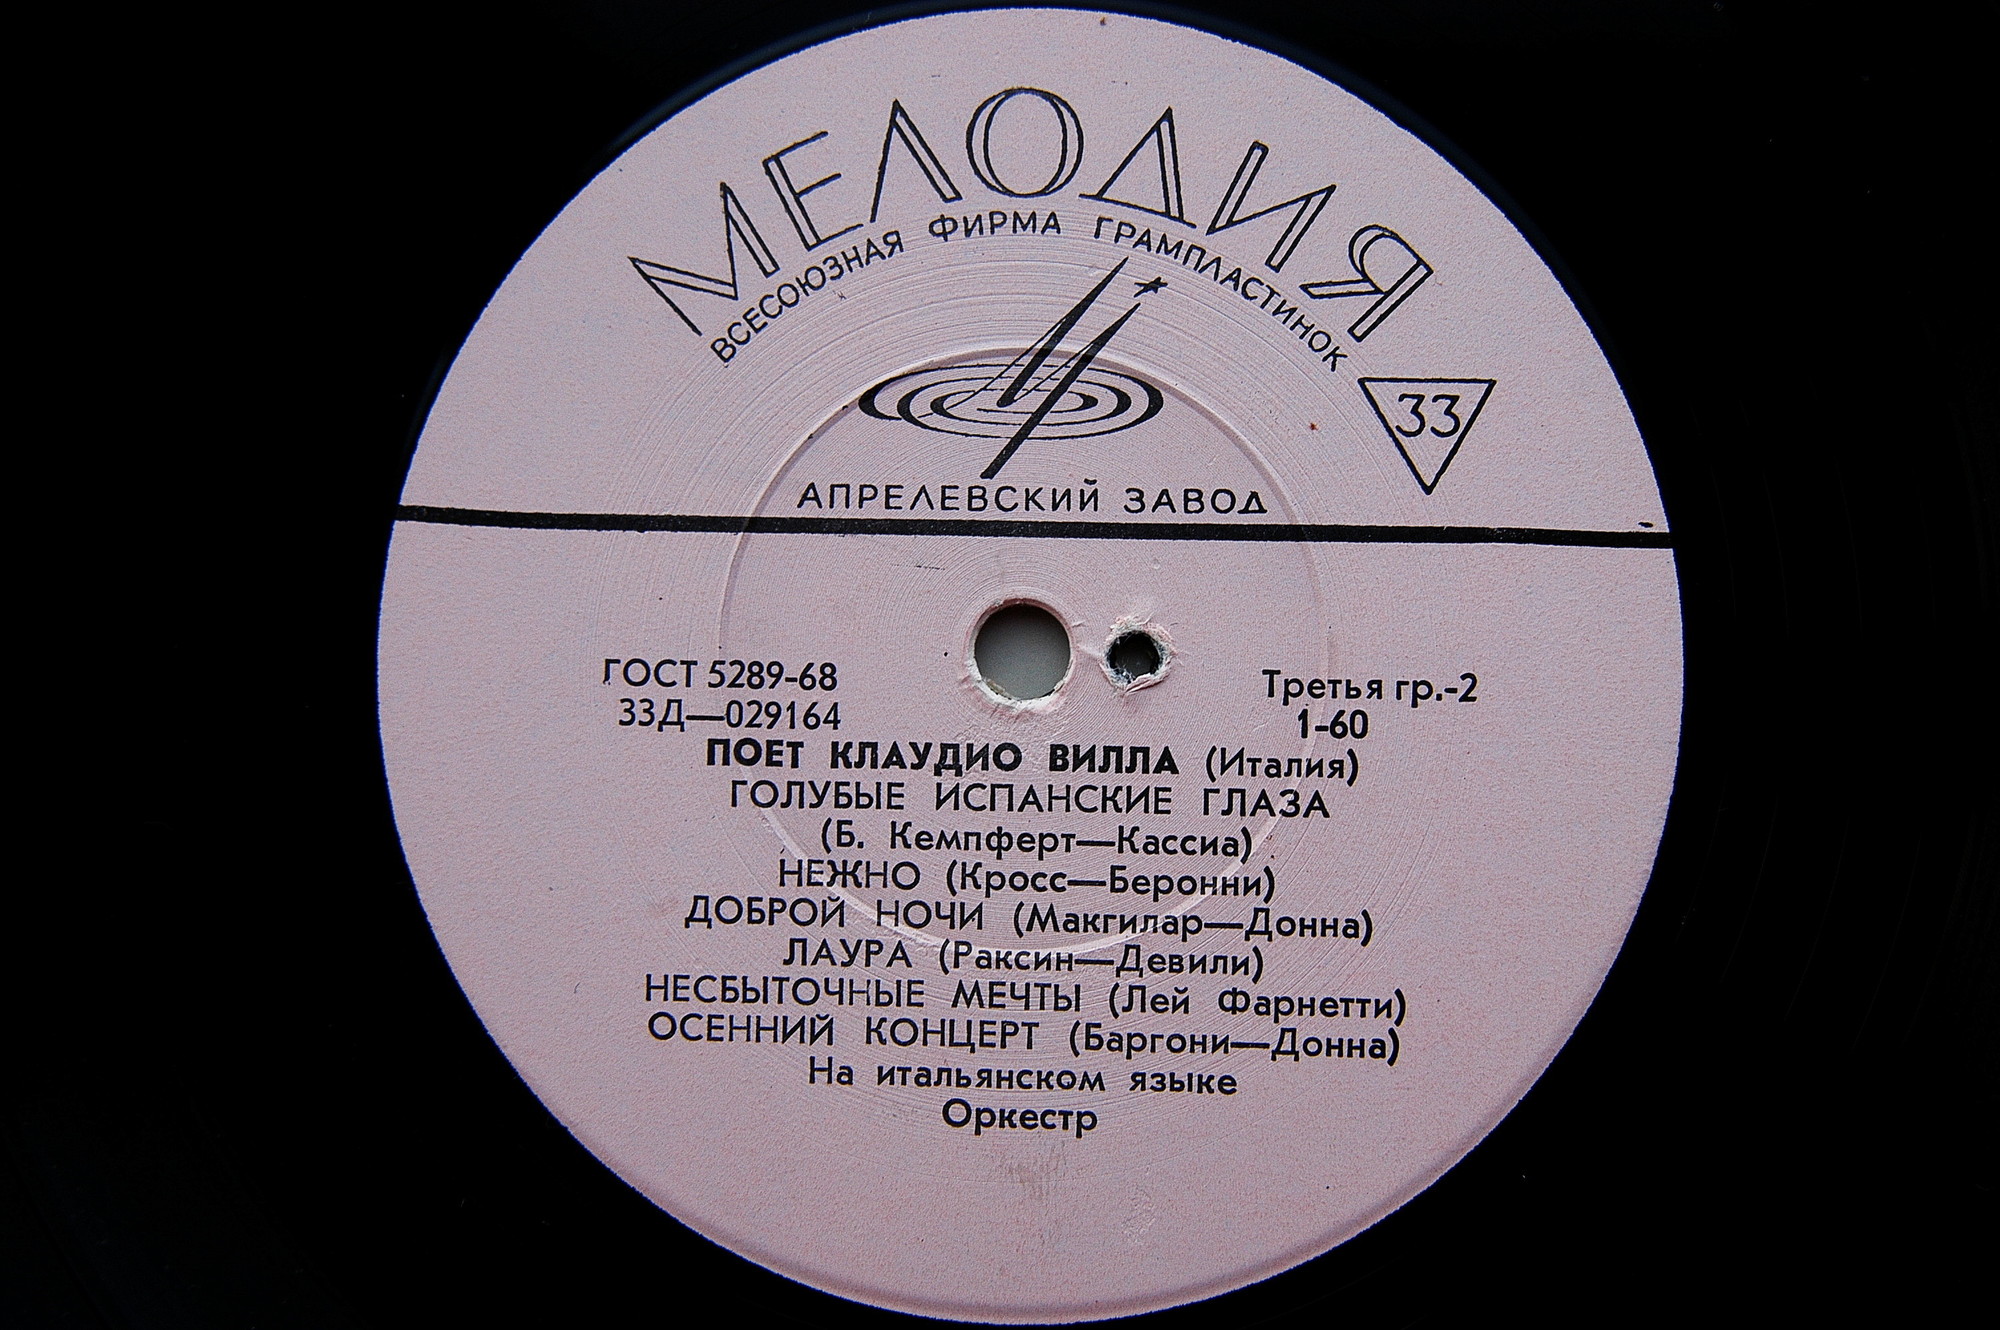 МЕЛОДИЯ
ВСЕСОЮЗНАЯ ФИРМА ГРАМПЛАСТИНОК
33
АПРЕЛЕВСКИЙ ЗАВОД
ГОСТ 5289-68
33Д—029164
Третья гр.-2
1-60
ПОЕТ КЛАУДИО ВИЛЛА (Италия)
ГОЛУБЫЕ ИСПАНСКИЕ ГЛАЗА
(Б. Кемпферт—Кассиа)
НЕЖНО (Кросс—Беронни)
ДОБРОЙ НОЧИ (Макгилар—Донна)
ЛАУРА (Раксин—Девили)
НЕСБЫТОЧНЫЕ МЕЧТЫ (Лей Фарнетти)
ОСЕННИЙ КОНЦЕРТ (Баргони—Донна)
На итальянском языке
Оркестр